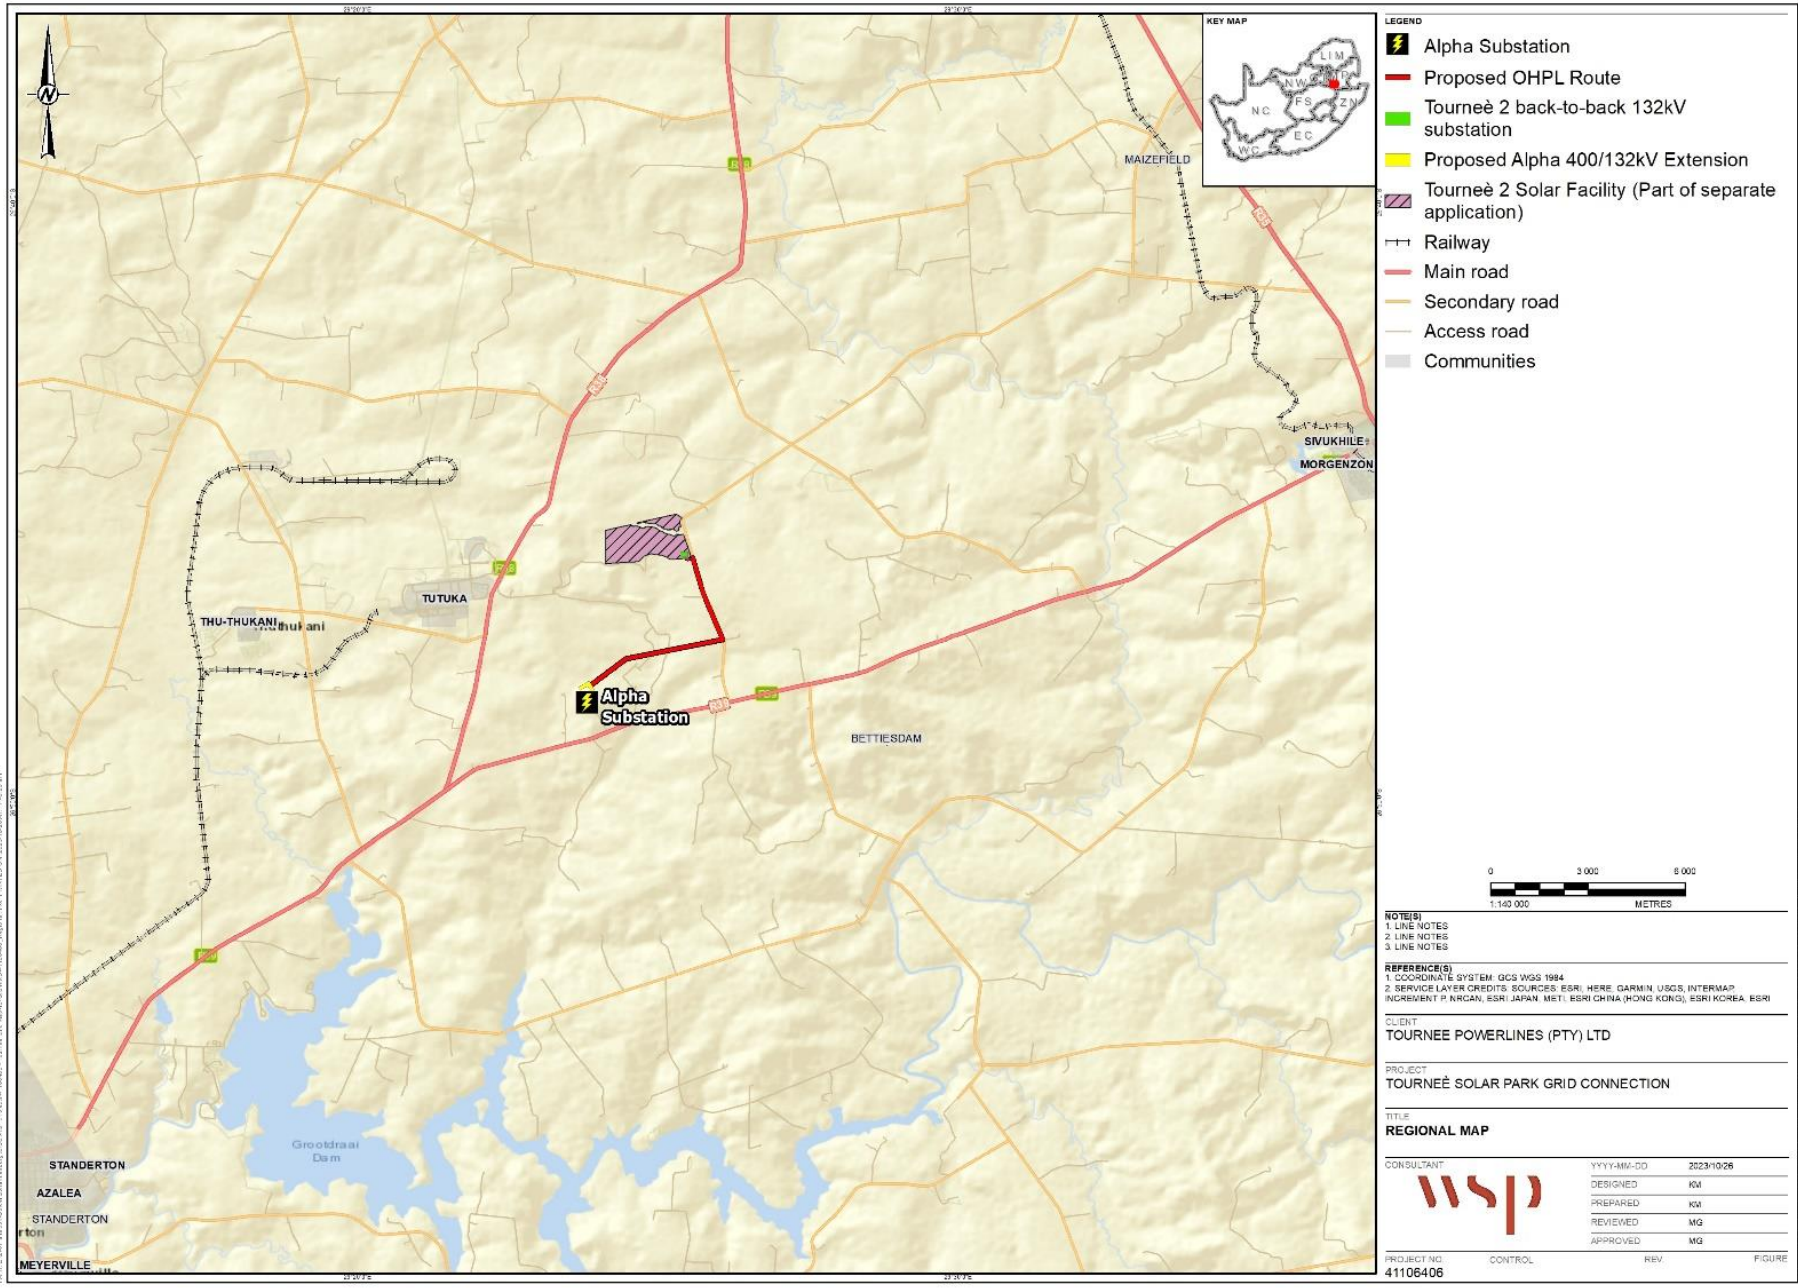 KEY MAP
LIM
NW
MP
NC
FS
ZN
EC
WC
MAIZEFIELD
R35
R38
SIVUKHILE
MORGENZON
TUTUKA
THU-THUKANI
Alpha
Substation
R39
BETTIESDAM
Grootdraai
Dam
STANDERTON
AZALEA
STANDERTON
rton
MEYERVILLE
LEGEND
Alpha Substation
Proposed OHPL Route
Tourneè 2 back-to-back 132kV
substation
Proposed Alpha 400/132kV Extension
Tourneè 2 Solar Facility (Part of separate
application)
Railway
Main road
Secondary road
Access road
Communities
0 3 000 6 000
1:140 000 METRES
NOTE(S)
1. LINE NOTES
2. LINE NOTES
3. LINE NOTES
REFERENCE(S)
1. COORDINATE SYSTEM: GCS WGS 1984
2. SERVICE LAYER CREDITS: SOURCES: ESRI, HERE, GARMIN, USGS, INTERMAP,
INCREMENT P, NRCAN, ESRI JAPAN, METI, ESRI CHINA (HONG KONG), ESRI KOREA, ESRI
CLIENT
TOURNEE POWERLINES (PTY) LTD
PROJECT
TOURNEÈ SOLAR PARK GRID CONNECTION
TITLE
REGIONAL MAP
CONSULTANT
wsp
YYYY-MM-DD 2023/10/26
DESIGNED KM
PREPARED KM
REVIEWED MG
APPROVED MG
PROJECT NO. CONTROL REV. FIGURE
41106406